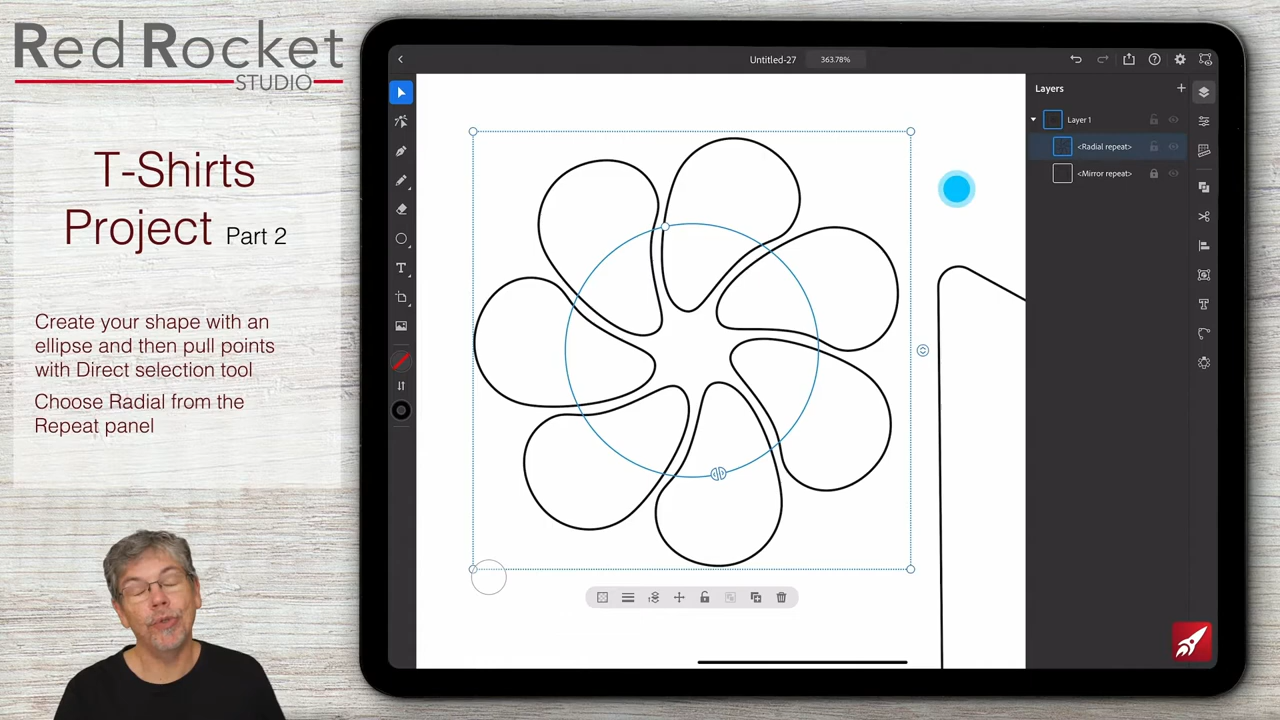 Red Rocket
STUDIO
T-Shirts
Project Part 2
Create your shape with an
ellipse and then pull points
with Direct selection tool
Choose Radial from the
Repeat panel
Untitled-27
363.78%
Layers
Layer 1
<Radial repeat>
<Mirror repeat>